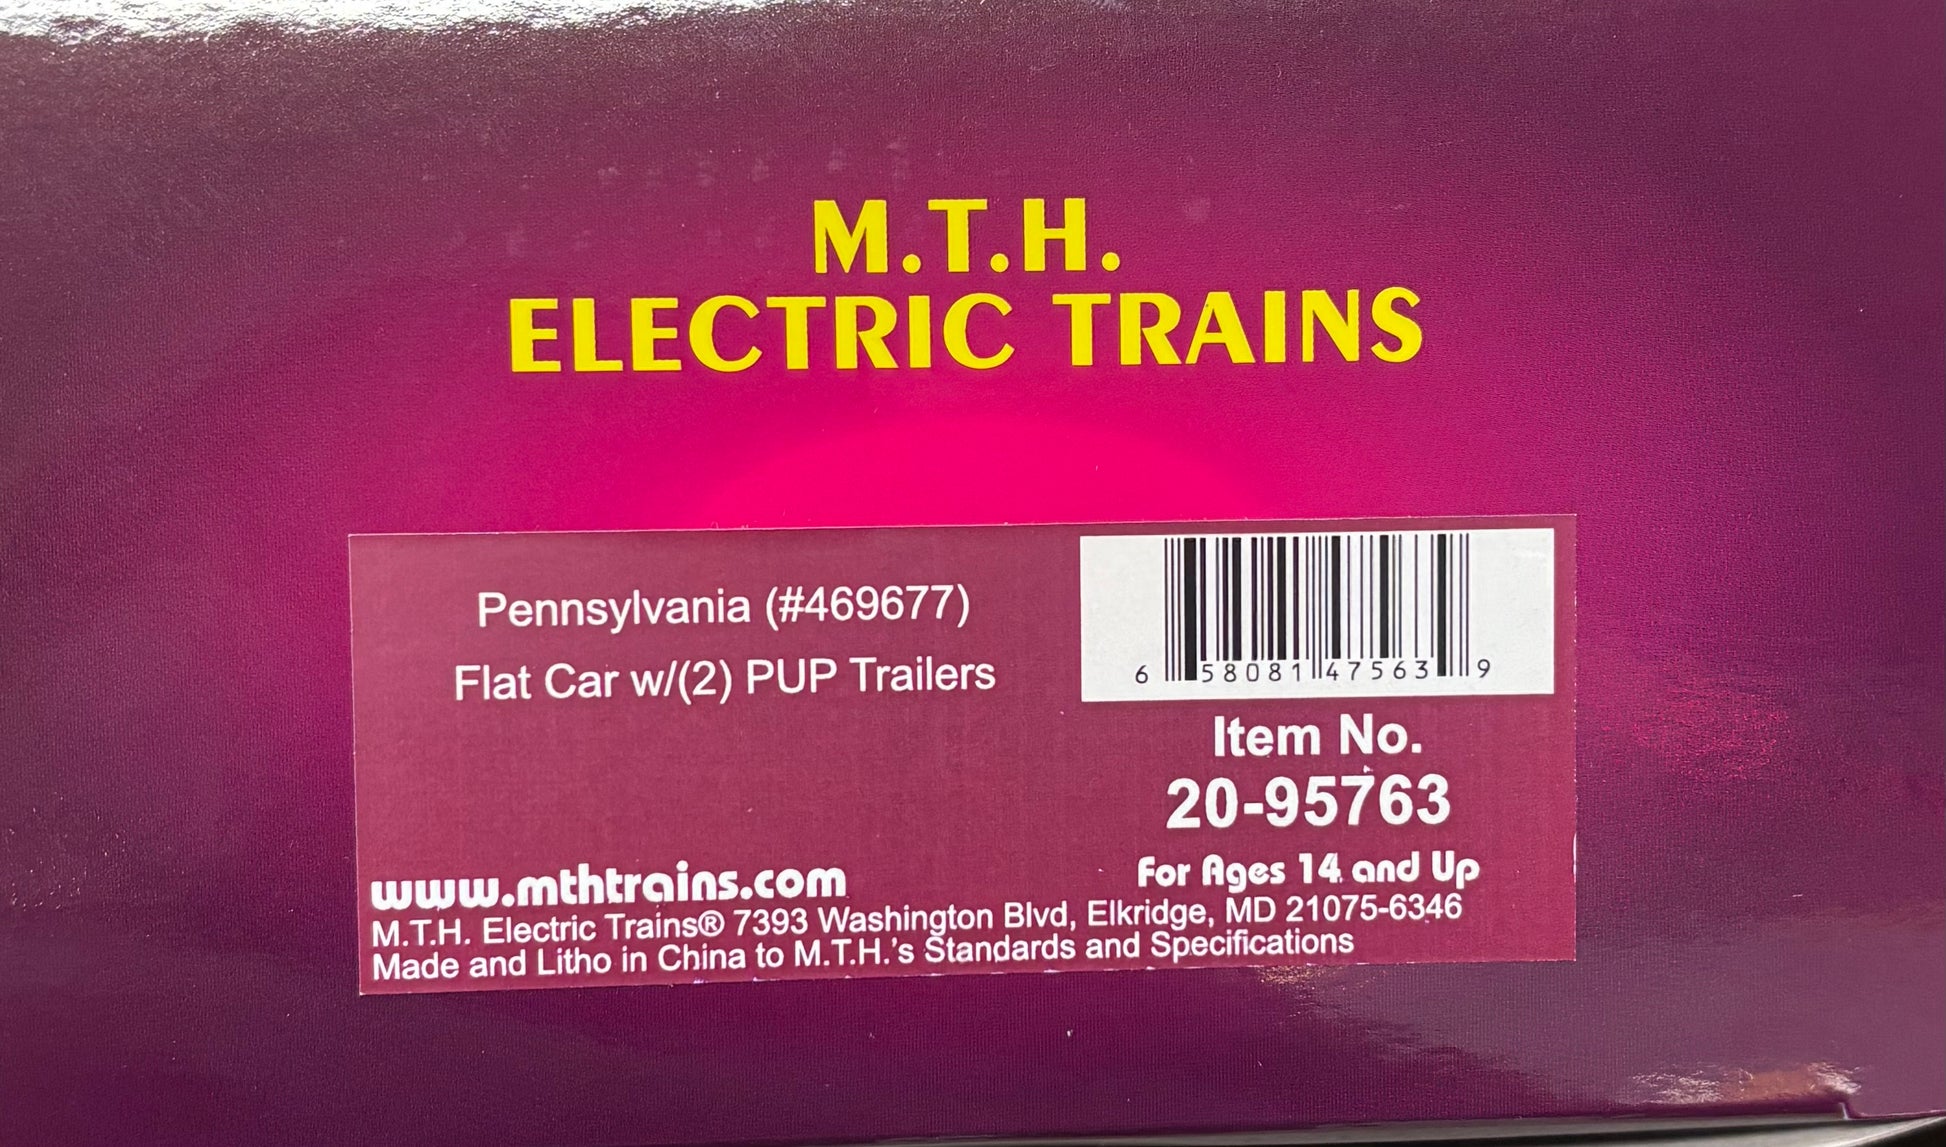 M.T.H.
ELECTRIC TRAINS
Pennsylvania (#469677)
Flat Car w/(2) PUP Trailers
6 58081 47563 9
Item No.
20-95763
www.mthtrains.com
For Ages 14 and Up
M.T.H. Electric Trains® 7393 Washington Blvd, Elkridge, MD 21075-6346
Made and Litho in China to M.T.H.'s Standards and Specifications